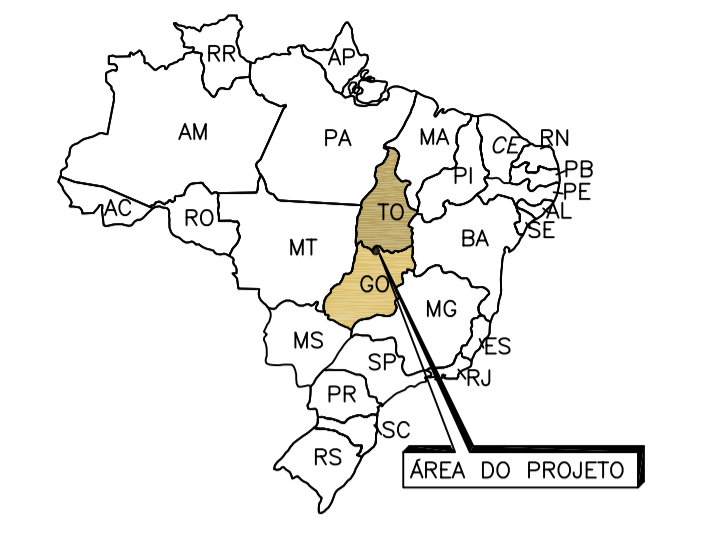 RR
AP
AM
PA
MA
CE
RN
PI
PB
PE
AC
RO
TO
AL
SE
MT
BA
GO
MG
MS
SP
ES
RJ
PR
SC
RS
ÁREA DO PROJETO